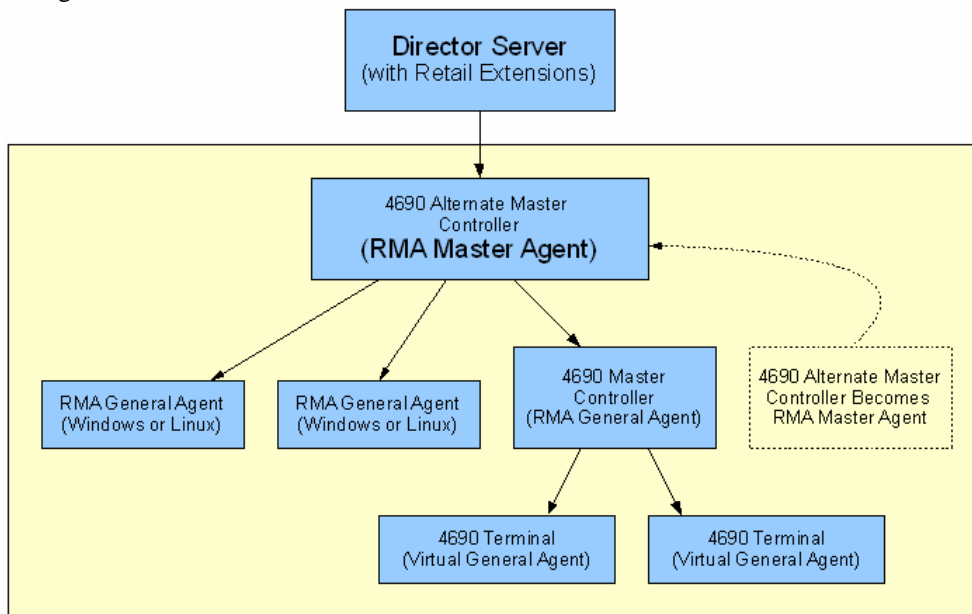 Director Server
(with Retail Extensions)
4690 Alternate Master
Controller
(RMA Master Agent)
RMA General Agent
(Windows or Linux)
RMA General Agent
(Windows or Linux)
4690 Master
Controller
(RMA General Agent)
4690 Alternate Master
Controller Becomes
RMA Master Agent
4690 Terminal
(Virtual General Agent)
4690 Terminal
(Virtual General Agent)